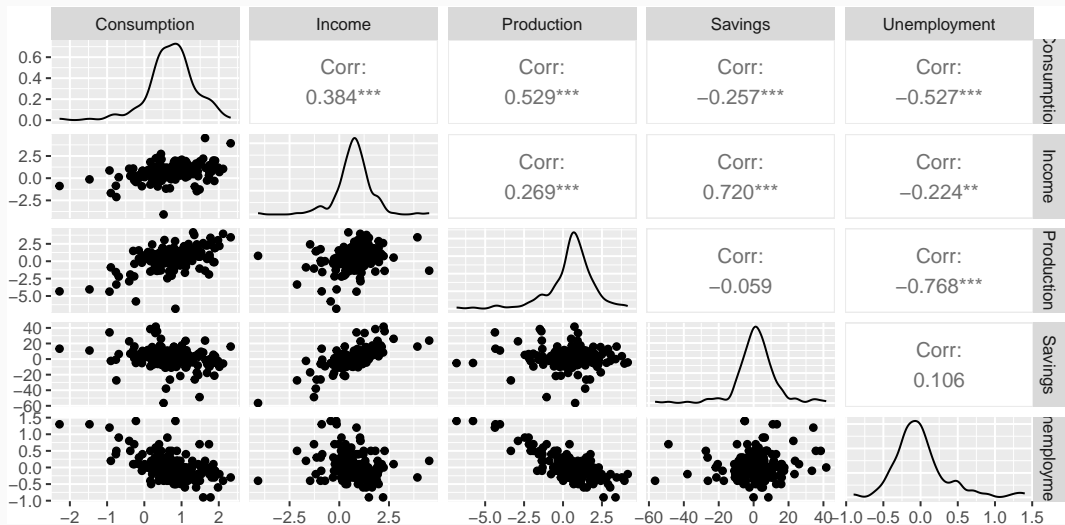 Consumption Income Production Savings Unemployment
0.6
0.4
0.2
0.0
Corr:
0.384***
Corr:
0.529***
Corr:
−0.257***
Corr:
−0.527***
Consumption
2.5
0.0
−2.5
Corr:
0.269***
Corr:
0.720***
Corr:
−0.224**
Income
2.5
0.0
−2.5
−5.0
Corr:
−0.059
Corr:
−0.768***
Production
40
20
0
−20
−40
−60
Corr:
0.106
Savings
1.5
1.0
0.5
0.0
−0.5
−1.0
nemployme
−2 −1 0 1 2
−2.5 0.0 2.5
−5.0 −2.5 0.0 2.5
−60 −40 −20 0 20 40
−1.0 −0.5 0.0 0.5 1.0 1.5